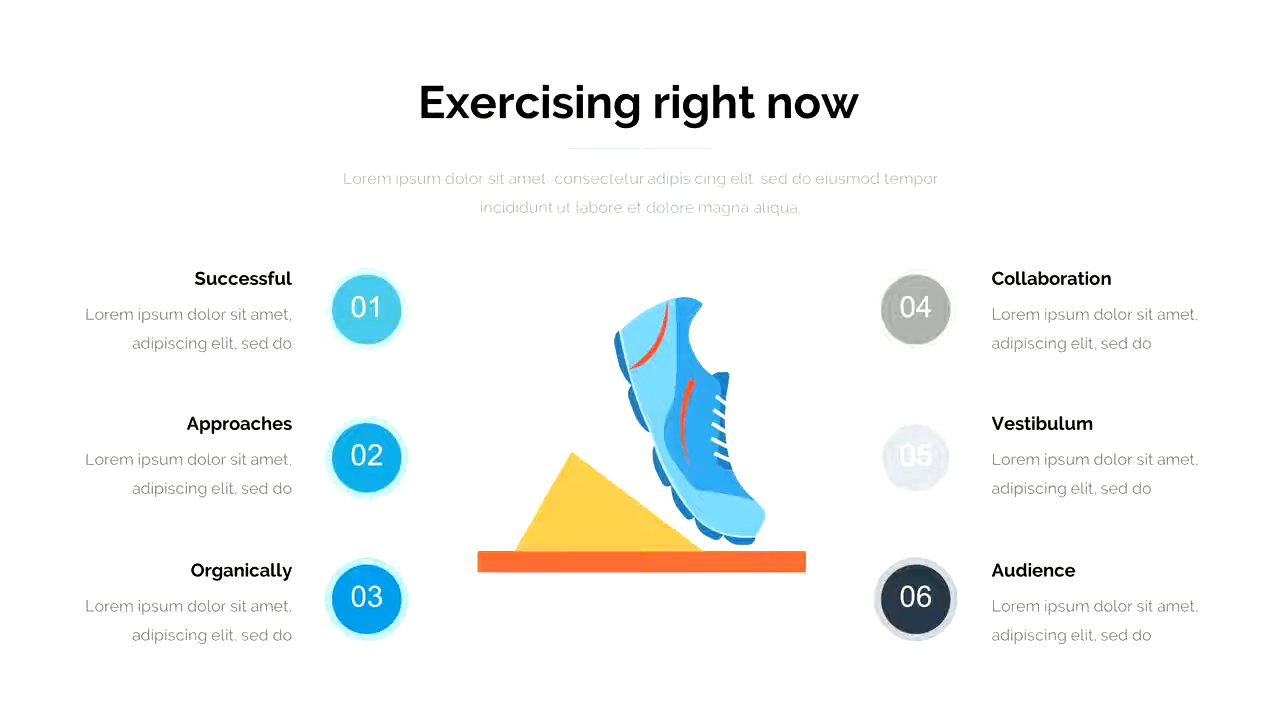 Exercising right now
Lorem ipsum dolor sit amet, consectetur adipis cing elit, sed do eiusmod tempor
incididunt ut labore et dolore magna aliqua.
Successful
Lorem ipsum dolor sit amet,
adipiscing elit, sed do
01
Approaches
Lorem ipsum dolor sit amet,
adipiscing elit, sed do
02
Organically
Lorem ipsum dolor sit amet,
adipiscing elit, sed do
03
04
Collaboration
Lorem ipsum dolor sit amet,
adipiscing elit, sed do
05
Vestibulum
Lorem ipsum dolor sit amet,
adipiscing elit, sed do
06
Audience
Lorem ipsum dolor sit amet,
adipiscing elit, sed do